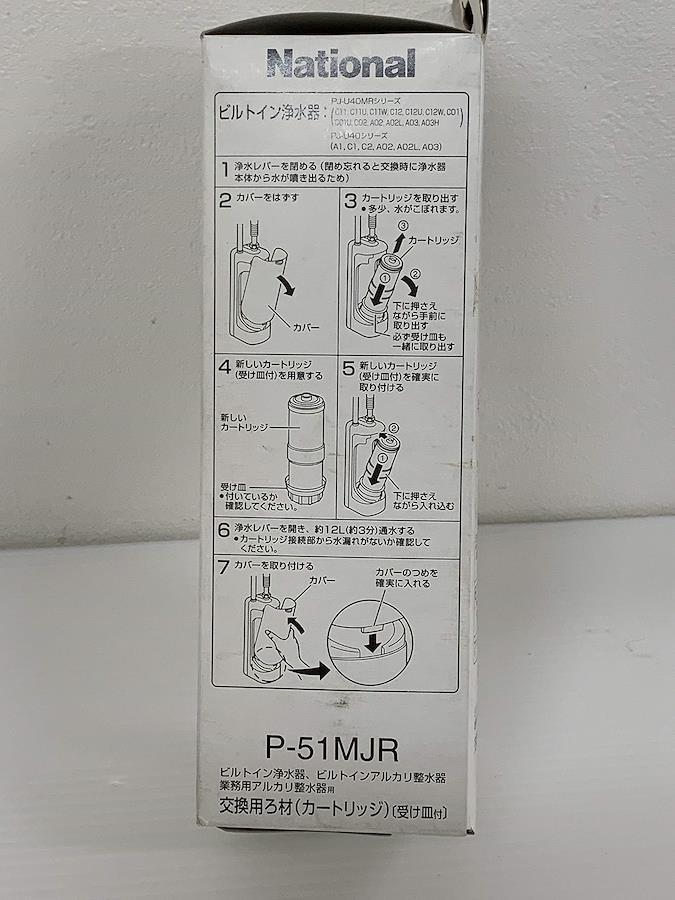 National
ビルトイン浄水器：
PJ-U40MRシリーズ
(C11, C11U, C11W, C12, C12U, C12W, C01
C01U, C02, A02, A02L, A03, A03H)
PJ-U40シリーズ
(A1, C1, C2, A02, A02L, A03)
1 浄水レバーを閉める（閉め忘れると交換時に浄水器
本体から水が噴き出るため）
2 カバーをはずす
カバー
3 カートリッジを取り出す
●多少、水がこぼれます。
③
カートリッジ
①
②
下に押さえ
ながら手前に
取り出す
必ず受け皿も
一緒に取り出す
4 新しいカートリッジ
(受け皿付)を用意する
新しい
カートリッジ
受け皿
●付いているか
確認してください。
5 新しいカートリッジ
(受け皿付)を確実に
取り付ける
②
①
下に押さえ
ながら入れ込む
6 浄水レバーを開き、約12L(約3分)通水する
●カートリッジ接続部から水漏れがないか確認して
ください。
7 カバーを取り付ける
カバー
カバーのつめを
確実に入れる
P-51MJR
ビルトイン浄水器、ビルトインアルカリ整水器
業務用アルカリ整水器用
交換用ろ材(カートリッジ)〔受け皿付〕